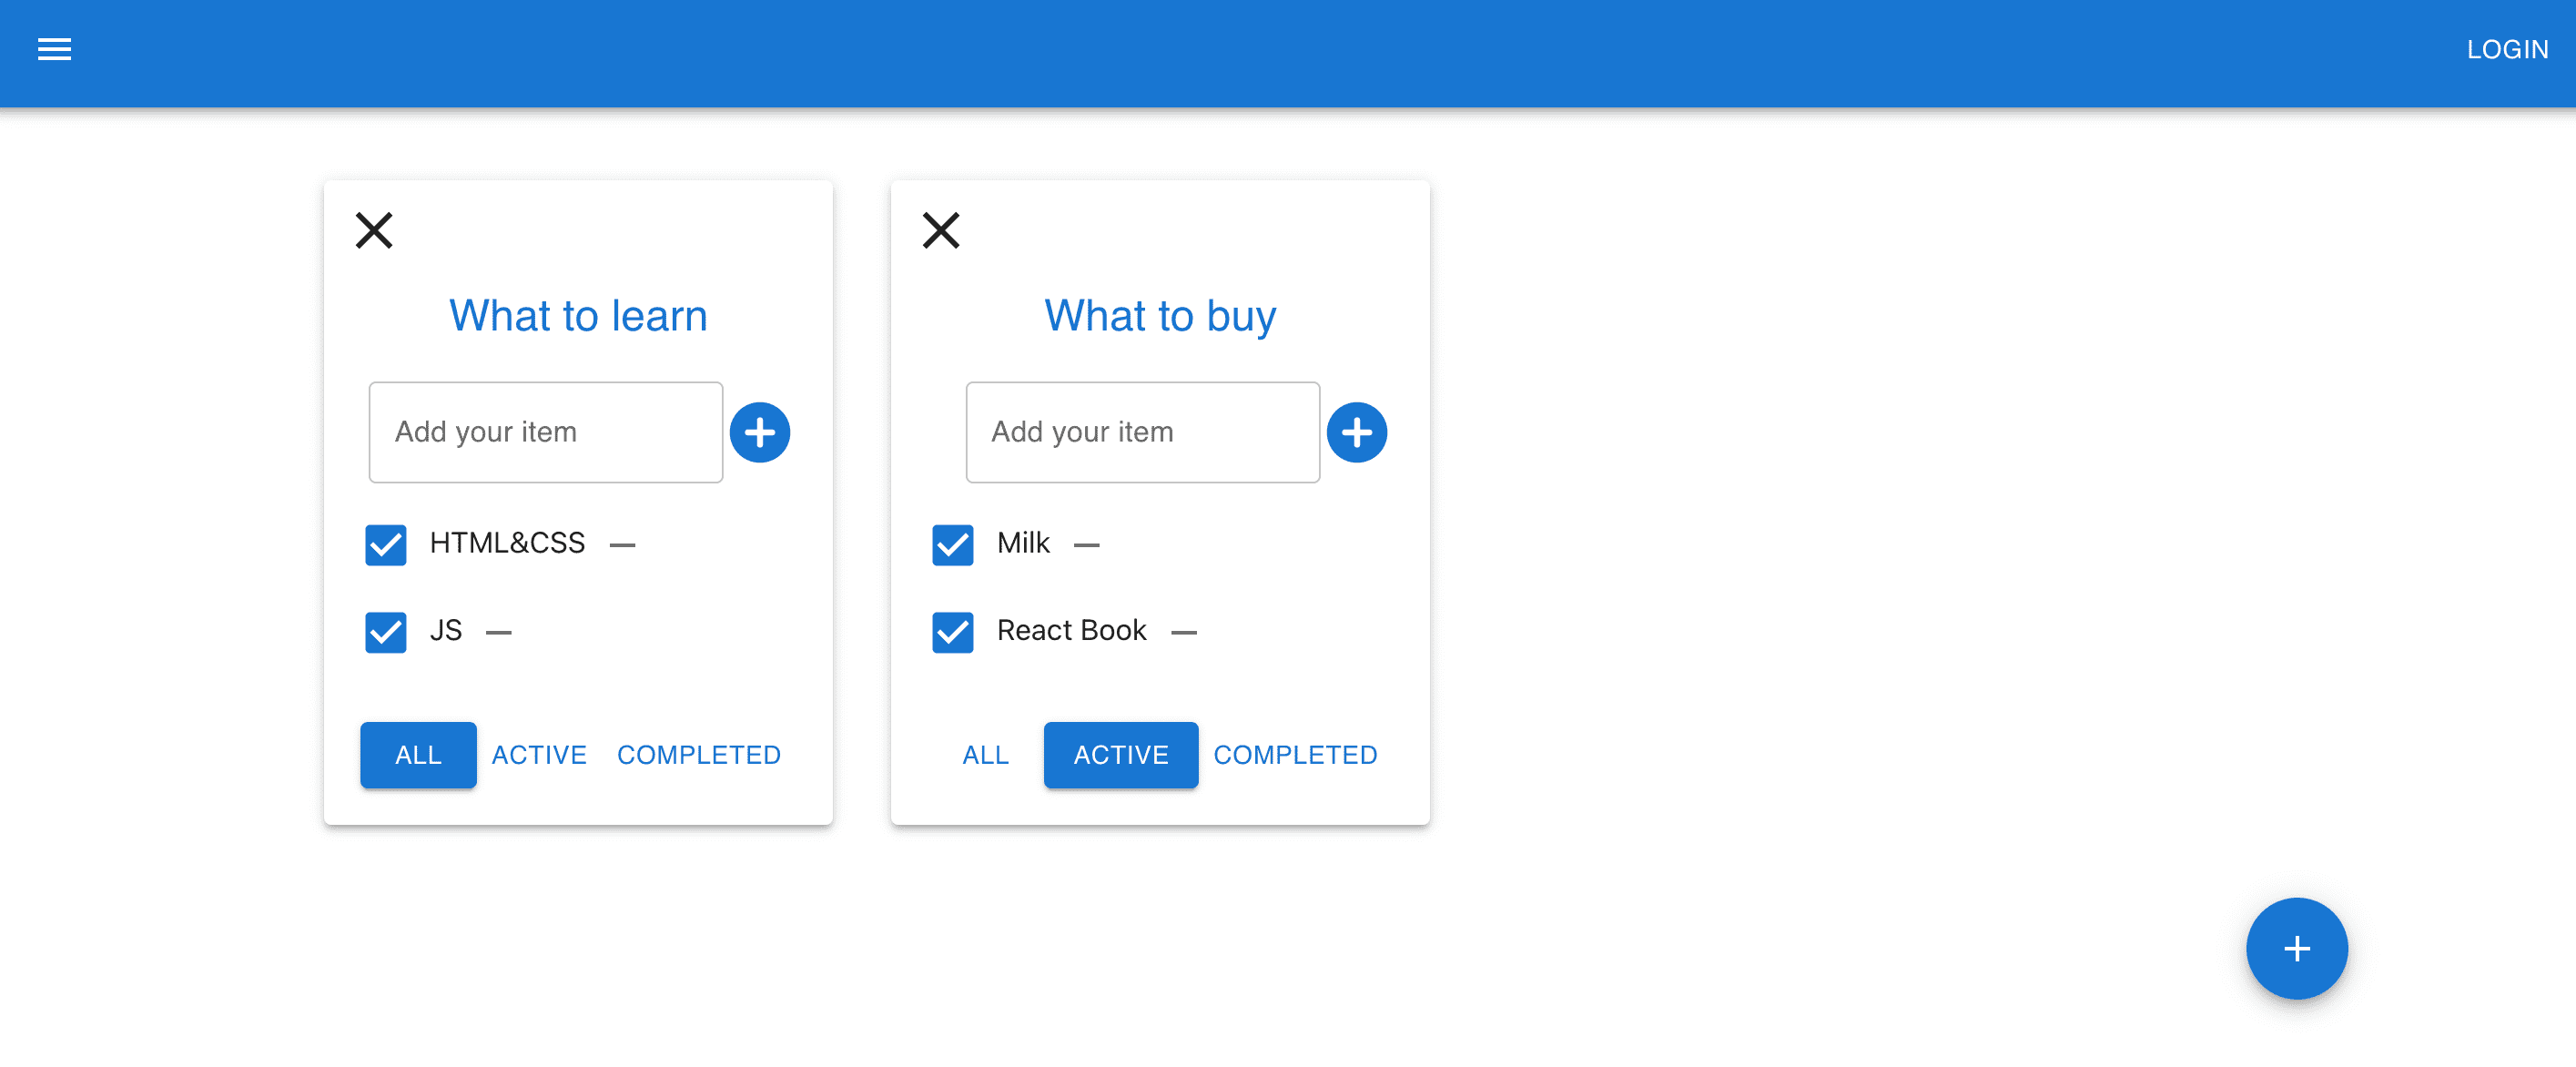 LOGIN
What to learn
Add your item
HTML&CSS
JS
ALL ACTIVE COMPLETED
What to buy
Add your item
Milk
React Book
ALL ACTIVE COMPLETED